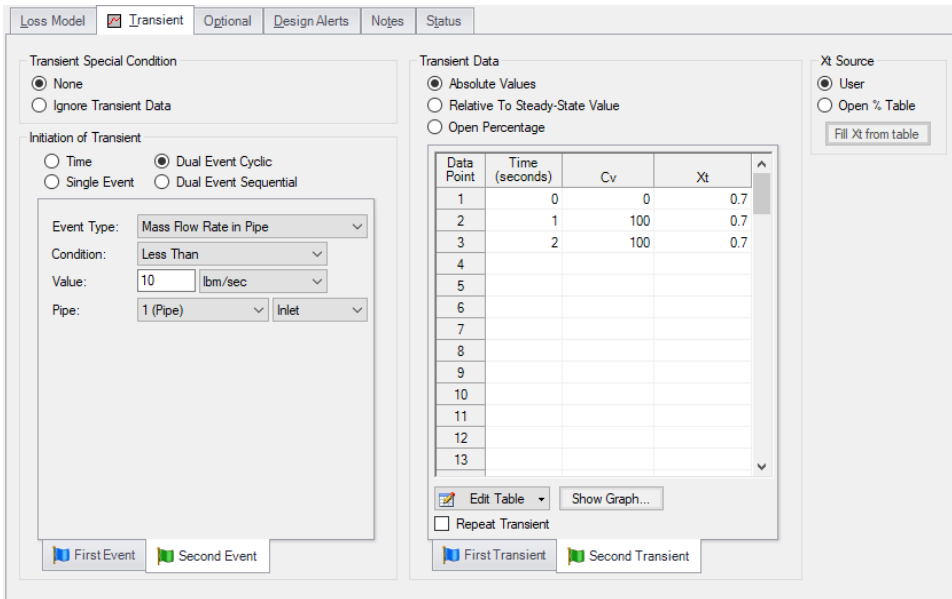 Loss Model Transient Optional Design Alerts Notes Status
Transient Special Condition
None
Ignore Transient Data
Initiation of Transient
Time Dual Event Cyclic
Single Event Dual Event Sequential
Event Type: Mass Flow Rate in Pipe
Condition: Less Than
Value: 10 lbm/sec
Pipe: 1 (Pipe) Inlet
First Event Second Event
Transient Data
Absolute Values
Relative To Steady-State Value
Open Percentage
Data Point Time (seconds) Cv Xt
1 0 0 0.7
2 1 100 0.7
3 2 100 0.7
4
5
6
7
8
9
10
11
12
13
Edit Table Show Graph...
Repeat Transient
First Transient Second Transient
Xt Source
User
Open % Table
Fill Xt from table